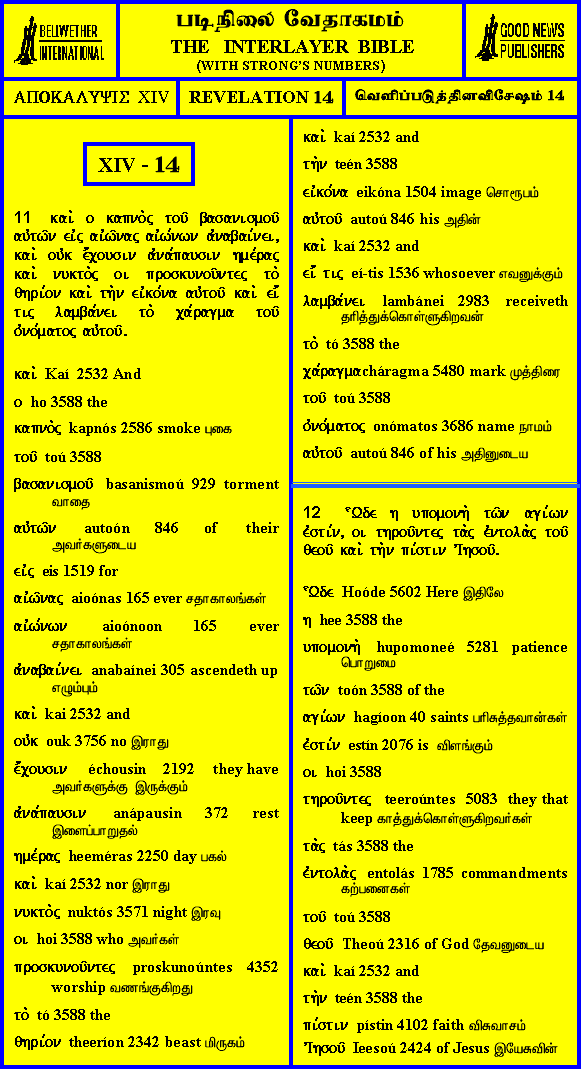 BELLWETHER
INTERNATIONAL
படிநிலை வேதாகமம்
THE INTERLAYER BIBLE
(WITH STRONG'S NUMBERS)
GOOD NEWS
PUBLISHERS
ΑΠΟΚΑΛΥΨΙΣ XIV
REVELATION 14
வெளிப்படுத்தினவிசேஷம் 14
XIV - 14
11 καὶ ο καπνὸς τοῦ βασανισμοῦ
αὐτῶν εἰς αἰῶνας αἰώνων ἀναβαίνει,
καὶ οὐκ ἔχουσιν ἀνάπαυσιν ημέρας
καὶ νυκτὸς οι προσκυνοῦντες τὸ
θηρίον καὶ τὴν εἰκόνα αὐτοῦ καὶ εἴ
τις λαμβάνει τὸ χάραγμα τοῦ
ὀνόματος αὐτοῦ.
καὶ Kaí 2532 And
ο ho 3588 the
καπνὸς kapnós 2586 smoke புகை
τοῦ toú 3588
βασανισμοῦ basanismoú 929 torment
வாதை
αὐτῶν autoón 846 of their
அவர்களுடைய
εἰς eis 1519 for
αἰῶνας aioónas 165 ever சதாகாலங்கள்
αἰώνων aioónoon 165 ever
சதாகாலங்கள்
ἀναβαίνει anabaínei 305 ascendeth up
எழும்பும்
καὶ kai 2532 and
οὐκ ouk 3756 no இராது
ἔχουσιν échousin 2192 they have
அவர்களுக்கு இருக்கும்
ἀνάπαυσιν anápausin 372 rest
இளைப்பாறுதல்
ημέρας heeméras 2250 day பகல்
καὶ kaí 2532 nor இராது
νυκτὸς nuktós 3571 night இரவு
οι hoi 3588 who அவர்கள்
προσκυνοῦντες proskunoúntes 4352
worship வணங்குகிறது
τὸ tó 3588 the
θηρίον theeríon 2342 beast மிருகம்
καὶ kaí 2532 and
τὴν teén 3588
εἰκόνα eikóna 1504 image சொரூபம்
αὐτοῦ autoú 846 his அதின்
καὶ kaí 2532 and
εἴ τις eí-tis 1536 whosoever எவனுக்கும்
λαμβάνει lambánei 2983 receiveth
தரித்துக்கொள்ளுகிறவன்
τὸ tó 3588 the
χάραγμα cháragma 5480 mark முத்திரை
τοῦ toú 3588
ὀνόματος onómatos 3686 name நாமம்
αὐτοῦ autoú 846 of his அதினுடைய
12 Ὧδε η υπομονὴ τῶν αγίων
ἐστίν, οι τηροῦντες τὰς ἐντολὰς τοῦ
θεοῦ καὶ τὴν πίστιν Ἰησοῦ.
Ὧδε Hoóde 5602 Here இதிலே
η hee 3588 the
υπομονὴ hupomoneé 5281 patience
பொறுமை
τῶν toón 3588 of the
αγίων hagíoon 40 saints பரிசுத்தவான்கள்
ἐστίν estín 2076 is விளங்கும்
οι hoi 3588
τηροῦντες teeroúntes 5083 they that
keep காத்துக்கொள்ளுகிறவர்கள்
τὰς tás 3588 the
ἐντολὰς entolás 1785 commandments
கற்பனைகள்
τοῦ toú 3588
θεοῦ Theoú 2316 of God தேவனுடைய
καὶ kaí 2532 and
τὴν teén 3588 the
πίστιν pístin 4102 faith விசுவாசம்
Ἰησοῦ Ieesoú 2424 of Jesus இயேசுவின்